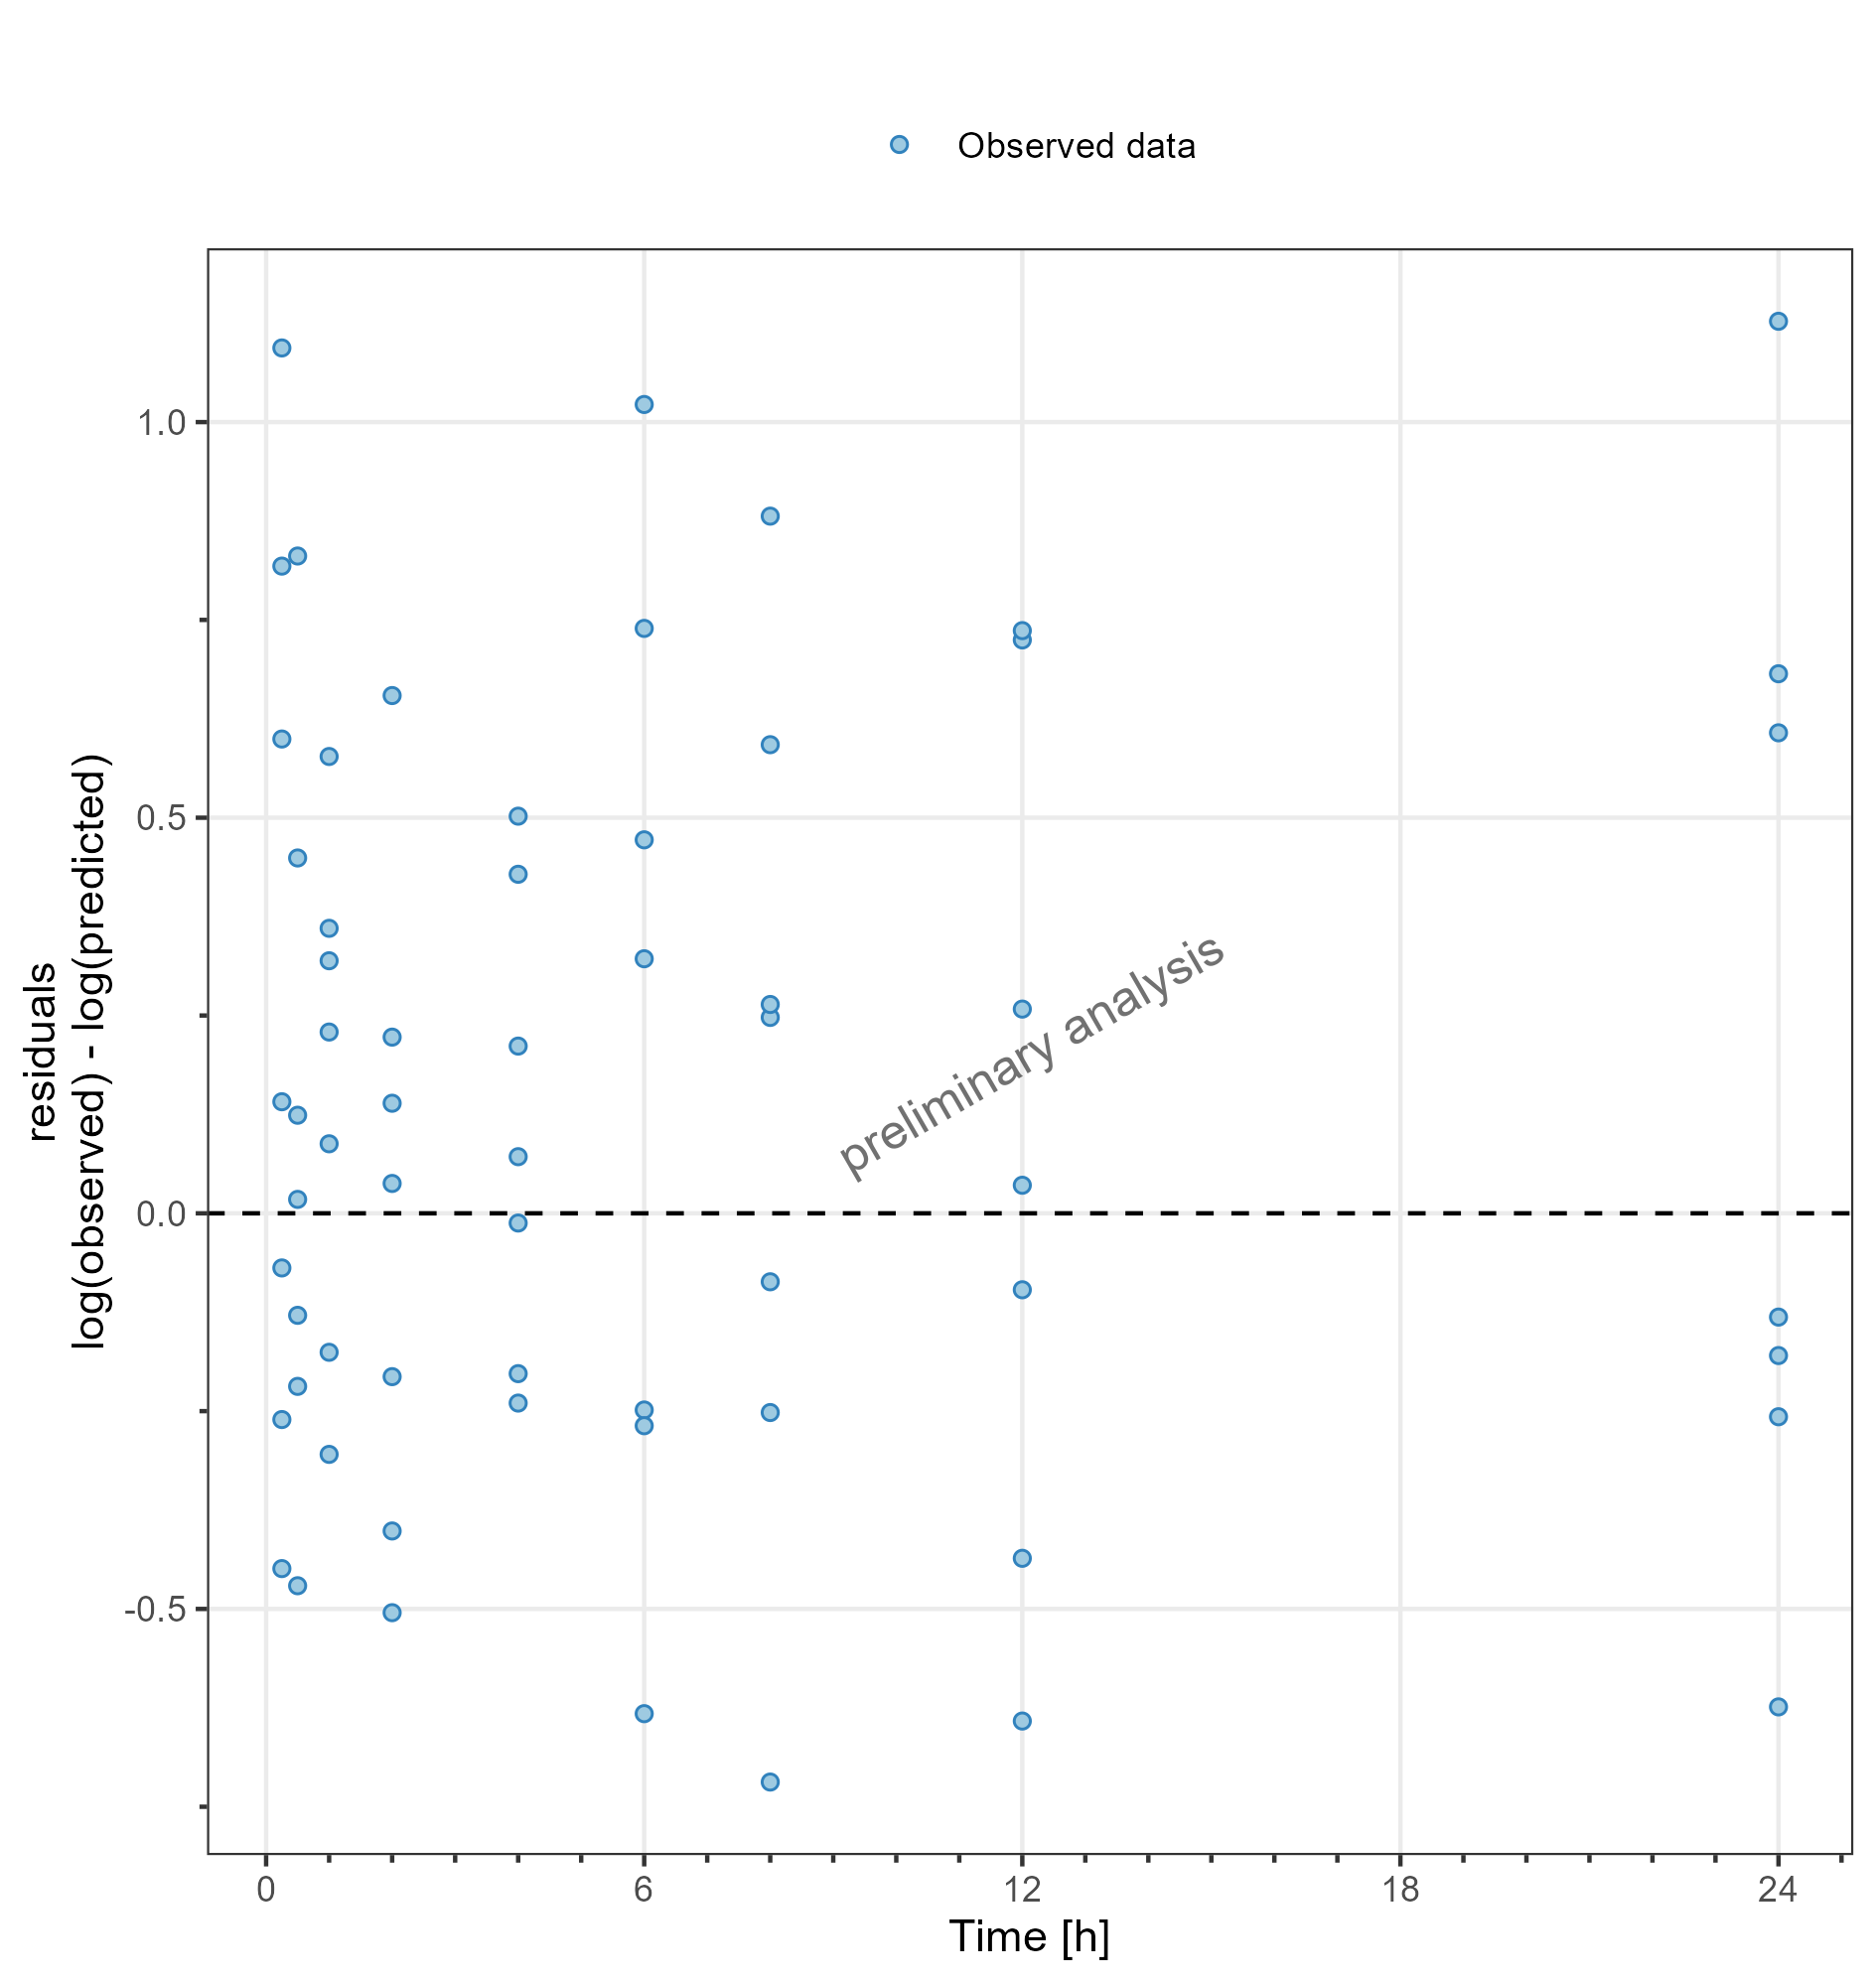 Observed data
residuals
log(observed) - log(predicted)
1.0
0.5
0.0
-0.5
preliminary analysis
0
6
12
18
24
Time [h]